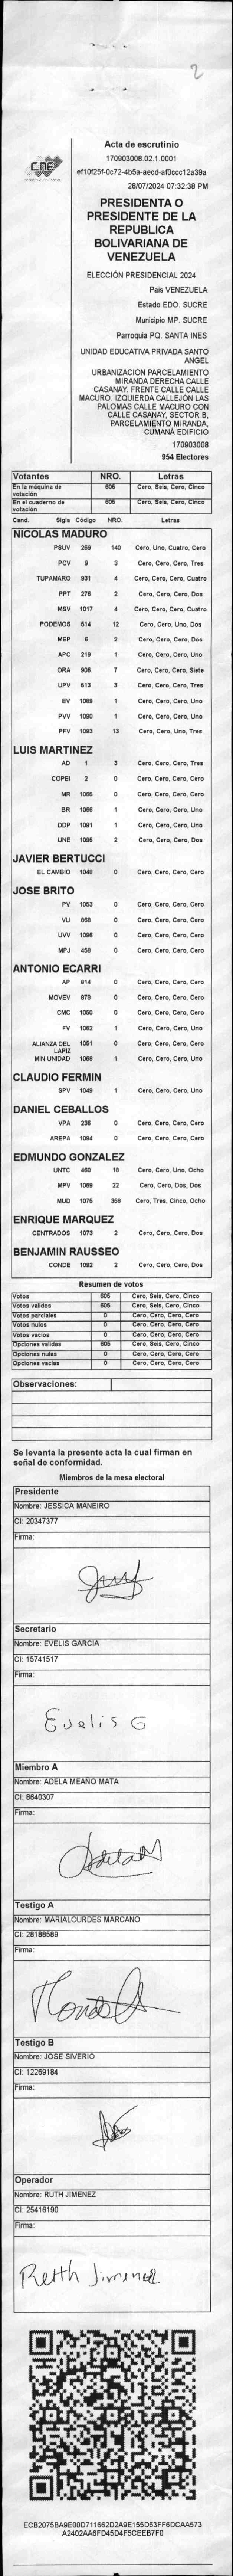 2
CNE
Acta de escrutinio
170903008.02.1.0001
ef10f25f-0c72-4b5a-aecd-af0ccc12a39a
28/07/2024 07:32:38 PM
PRESIDENTA O
PRESIDENTE DE LA
REPUBLICA
BOLIVARIANA DE
VENEZUELA
ELECCIÓN PRESIDENCIAL 2024
País VENEZUELA
Estado EDO. SUCRE
Municipio MP. SUCRE
Parroquia PQ. SANTA INES
UNIDAD EDUCATIVA PRIVADA SANTO
ANGEL
URBANIZACIÓN PARCELAMIENTO
MIRANDA DERECHA CALLE
CASANAY. FRENTE CALLE CALLE
MACURO. IZQUIERDA CALLEJÓN LAS
PALOMAS CALLE MACURO CON
CALLE CASANAY, SECTOR B,
PARCELAMIENTO MIRANDA,
CUMANÁ EDIFICIO
170903008
954 Electores
Votantes NRO. Letras
En la máquina de votación 605 Cero, Seis, Cero, Cinco
En el cuaderno de votación 605 Cero, Seis, Cero, Cinco
Cand. Sigla Código NRO. Letras
NICOLAS MADURO
PSUV 269 140 Cero, Uno, Cuatro, Cero
PCV 9 3 Cero, Cero, Cero, Tres
TUPAMARO 931 4 Cero, Cero, Cero, Cuatro
PPT 276 2 Cero, Cero, Cero, Dos
MSV 1017 4 Cero, Cero, Cero, Cuatro
PODEMOS 514 12 Cero, Cero, Uno, Dos
MEP 6 2 Cero, Cero, Cero, Dos
APC 219 1 Cero, Cero, Cero, Uno
ORA 906 7 Cero, Cero, Cero, Siete
UPV 613 3 Cero, Cero, Cero, Tres
EV 1089 1 Cero, Cero, Cero, Uno
PVV 1090 1 Cero, Cero, Cero, Uno
PFV 1093 13 Cero, Cero, Uno, Tres
LUIS MARTINEZ
AD 1 3 Cero, Cero, Cero, Tres
COPEI 2 0 Cero, Cero, Cero, Cero
MR 1065 0 Cero, Cero, Cero, Cero
BR 1066 1 Cero, Cero, Cero, Uno
DDP 1091 1 Cero, Cero, Cero, Uno
UNE 1095 2 Cero, Cero, Cero, Dos
JAVIER BERTUCCI
EL CAMBIO 1048 0 Cero, Cero, Cero, Cero
JOSE BRITO
PV 1053 0 Cero, Cero, Cero, Cero
VU 868 0 Cero, Cero, Cero, Cero
UVV 1096 0 Cero, Cero, Cero, Cero
MPJ 458 0 Cero, Cero, Cero, Cero
ANTONIO ECARRI
AP 814 0 Cero, Cero, Cero, Cero
MOVEV 879 0 Cero, Cero, Cero, Cero
CMC 1050 0 Cero, Cero, Cero, Cero
FV 1062 1 Cero, Cero, Cero, Uno
ALIANZA DEL LAPIZ 1051 0 Cero, Cero, Cero, Cero
MIN UNIDAD 1068 1 Cero, Cero, Cero, Uno
CLAUDIO FERMIN
SPV 1049 1 Cero, Cero, Cero, Uno
DANIEL CEBALLOS
VPA 236 0 Cero, Cero, Cero, Cero
AREPA 1094 0 Cero, Cero, Cero, Cero
EDMUNDO GONZALEZ
UNTC 460 18 Cero, Cero, Uno, Ocho
MPV 1069 22 Cero, Cero, Dos, Dos
MUD 1075 358 Cero, Tres, Cinco, Ocho
ENRIQUE MARQUEZ
CENTRADOS 1073 2 Cero, Cero, Cero, Dos
BENJAMIN RAUSSEO
CONDE 1092 2 Cero, Cero, Cero, Dos
Resumen de votos
Votos 605 Cero, Seis, Cero, Cinco
Votos validos 605 Cero, Seis, Cero, Cinco
Votos parciales 0 Cero, Cero, Cero, Cero
Votos nulos 0 Cero, Cero, Cero, Cero
Votos vacios 0 Cero, Cero, Cero, Cero
Opciones validas 605 Cero, Seis, Cero, Cinco
Opciones nulas 0 Cero, Cero, Cero, Cero
Opciones vacias 0 Cero, Cero, Cero, Cero
Observaciones:
Se levanta la presente acta la cual firman en
señal de conformidad.
Miembros de la mesa electoral
Presidente
Nombre: JESSICA MANEIRO
CI: 20347377
Firma:
Secretario
Nombre: EVELIS GARCIA
CI: 15741517
Firma:
Evelis G
Miembro A
Nombre: ADELA MEANO MATA
CI: 8640307
Firma:
Testigo A
Nombre: MARIALOURDES MARCANO
CI: 28188589
Firma:
Testigo B
Nombre: JOSE SIVERIO
CI: 12269184
Firma:
Operador
Nombre: RUTH JIMENEZ
CI: 25416190
Firma:
Ruth Jimenez
ECB2075BA9E00D711662D2A9E155D63FF6DCAA573
A2402AA6FD45D4F5CEEB7F0